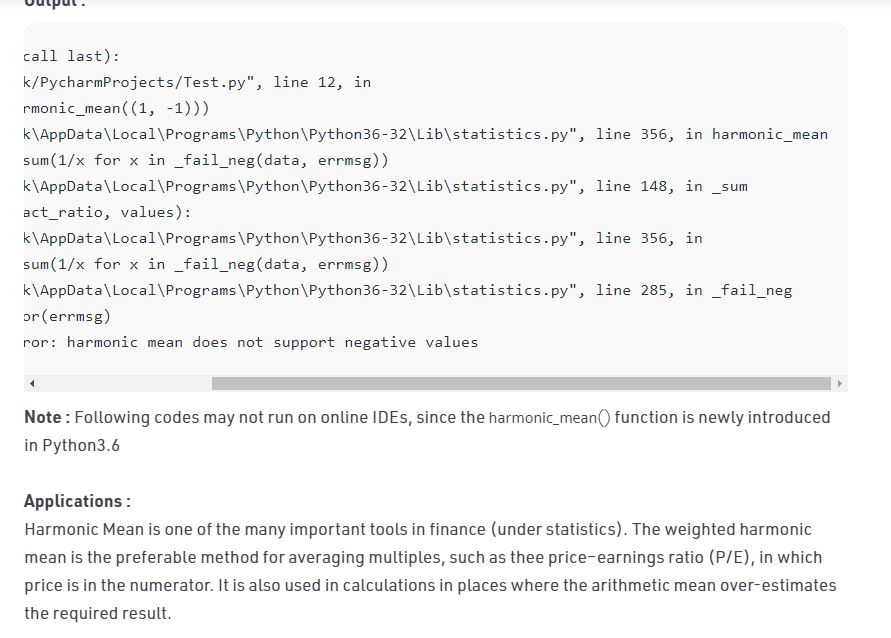 Output :
call last):
k/PycharmProjects/Test.py", line 12, in
rmonic_mean((1, -1)))
k\AppData\Local\Programs\Python\Python36-32\Lib\statistics.py", line 356, in harmonic_mean
sum(1/x for x in _fail_neg(data, errmsg))
k\AppData\Local\Programs\Python\Python36-32\Lib\statistics.py", line 148, in _sum
act_ratio, values):
k\AppData\Local\Programs\Python\Python36-32\Lib\statistics.py", line 356, in
sum(1/x for x in _fail_neg(data, errmsg))
k\AppData\Local\Programs\Python\Python36-32\Lib\statistics.py", line 285, in _fail_neg
or(errmsg)
ror: harmonic mean does not support negative values
Note : Following codes may not run on online IDEs, since the harmonic_mean() function is newly introduced
in Python3.6
Applications :
Harmonic Mean is one of the many important tools in finance (under statistics). The weighted harmonic
mean is the preferable method for averaging multiples, such as thee price–earnings ratio (P/E), in which
price is in the numerator. It is also used in calculations in places where the arithmetic mean over-estimates
the required result.